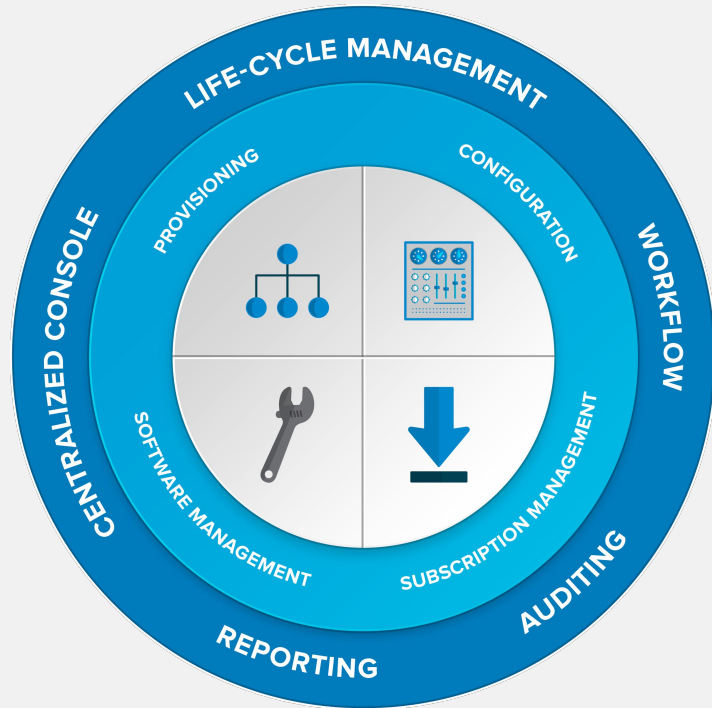 LIFE-CYCLE MANAGEMENT
WORKFLOW
AUDITING
REPORTING
CENTRALIZED CONSOLE
PROVISIONING
CONFIGURATION
SUBSCRIPTION MANAGEMENT
SOFTWARE MANAGEMENT